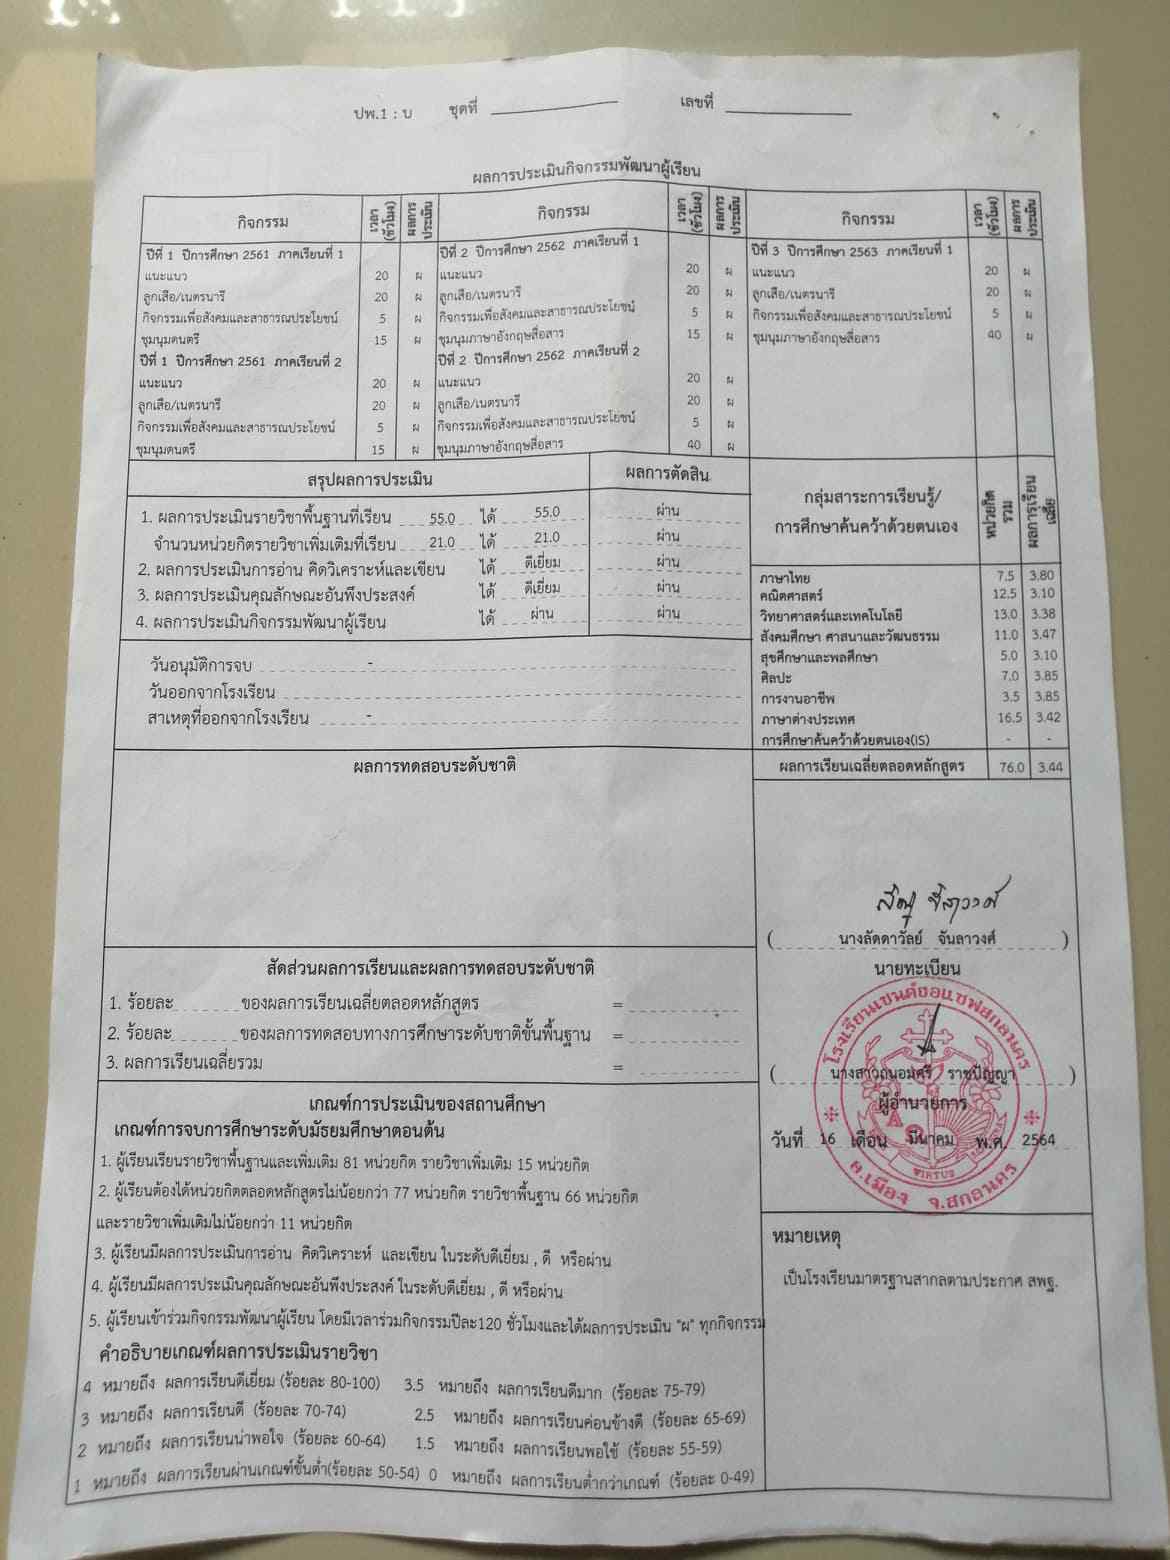 ปพ.1 : บ ชุดที่ เลขที่
ผลการประเมินกิจกรรมพัฒนาผู้เรียน
กิจกรรม เวลา (ชั่วโมง) ผลการประเมิน กิจกรรม เวลา (ชั่วโมง) ผลการประเมิน กิจกรรม เวลา (ชั่วโมง) ผลการประเมิน
ปีที่ 1 ปีการศึกษา 2561 ภาคเรียนที่ 1
แนะแนว 20 ผ
ลูกเสือ/เนตรนารี 20 ผ
กิจกรรมเพื่อสังคมและสาธารณประโยชน์ 5 ผ
ชุมนุมดนตรี 15 ผ
ปีที่ 1 ปีการศึกษา 2561 ภาคเรียนที่ 2
แนะแนว 20 ผ
ลูกเสือ/เนตรนารี 20 ผ
กิจกรรมเพื่อสังคมและสาธารณประโยชน์ 5 ผ
ชุมนุมดนตรี 15 ผ
ปีที่ 2 ปีการศึกษา 2562 ภาคเรียนที่ 1
แนะแนว 20 ผ
ลูกเสือ/เนตรนารี 20 ผ
กิจกรรมเพื่อสังคมและสาธารณประโยชน์ 5 ผ
ชุมนุมภาษาอังกฤษสื่อสาร 15 ผ
ปีที่ 2 ปีการศึกษา 2562 ภาคเรียนที่ 2
แนะแนว 20 ผ
ลูกเสือ/เนตรนารี 20 ผ
กิจกรรมเพื่อสังคมและสาธารณประโยชน์ 5 ผ
ชุมนุมภาษาอังกฤษสื่อสาร 40 ผ
ปีที่ 3 ปีการศึกษา 2563 ภาคเรียนที่ 1
แนะแนว 20 ผ
ลูกเสือ/เนตรนารี 20 ผ
กิจกรรมเพื่อสังคมและสาธารณประโยชน์ 5 ผ
ชุมนุมภาษาอังกฤษสื่อสาร 40 ผ
สรุปผลการประเมิน ผลการตัดสิน
1. ผลการประเมินรายวิชาพื้นฐานที่เรียน 55.0 ได้ 55.0 ผ่าน
จำนวนหน่วยกิตรายวิชาเพิ่มเติมที่เรียน 21.0 ได้ 21.0 ผ่าน
2. ผลการประเมินการอ่าน คิดวิเคราะห์และเขียน ได้ ดีเยี่ยม ผ่าน
3. ผลการประเมินคุณลักษณะอันพึงประสงค์ ได้ ดีเยี่ยม ผ่าน
4. ผลการประเมินกิจกรรมพัฒนาผู้เรียน ได้ ผ่าน ผ่าน
วันอนุมัติการจบ -
วันออกจากโรงเรียน
สาเหตุที่ออกจากโรงเรียน -
กลุ่มสาระการเรียนรู้/
การศึกษาค้นคว้าด้วยตนเอง หน่วยกิตรวม ผลการเรียนเฉลี่ย
ภาษาไทย 7.5 3.80
คณิตศาสตร์ 12.5 3.10
วิทยาศาสตร์และเทคโนโลยี 13.0 3.38
สังคมศึกษา ศาสนาและวัฒนธรรม 11.0 3.47
สุขศึกษาและพลศึกษา 5.0 3.10
ศิลปะ 7.0 3.85
การงานอาชีพ 3.5 3.85
ภาษาต่างประเทศ 16.5 3.42
การศึกษาค้นคว้าด้วยตนเอง(IS) - -
ผลการเรียนเฉลี่ยตลอดหลักสูตร 76.0 3.44
ผลการทดสอบระดับชาติ
สัดส่วนผลการเรียนและผลการทดสอบระดับชาติ
1. ร้อยละ ของผลการเรียนเฉลี่ยตลอดหลักสูตร =
2. ร้อยละ ของผลการทดสอบทางการศึกษาระดับชาติขั้นพื้นฐาน =
3. ผลการเรียนเฉลี่ยรวม =
(นางลัดดาวัลย์ จันลาวงศ์)
นายทะเบียน
โรงเรียนเซนต์ยอแซฟสกลนคร
(นางสาวถนอมศรี ราชปัญญา)
ผู้อำนวยการ
วันที่ 16 เดือน มีนาคม พ.ศ. 2564
VIRTUS
อ.เมือง จ.สกลนคร
เกณฑ์การประเมินของสถานศึกษา
เกณฑ์การจบการศึกษาระดับมัธยมศึกษาตอนต้น
1. ผู้เรียนเรียนรายวิชาพื้นฐานและเพิ่มเติม 81 หน่วยกิต รายวิชาเพิ่มเติม 15 หน่วยกิต
2. ผู้เรียนต้องได้หน่วยกิตตลอดหลักสูตรไม่น้อยกว่า 77 หน่วยกิต รายวิชาพื้นฐาน 66 หน่วยกิต
และรายวิชาเพิ่มเติมไม่น้อยกว่า 11 หน่วยกิต
3. ผู้เรียนมีผลการประเมินการอ่าน คิดวิเคราะห์ และเขียน ในระดับดีเยี่ยม , ดี หรือผ่าน
4. ผู้เรียนมีผลการประเมินคุณลักษณะอันพึงประสงค์ ในระดับดีเยี่ยม , ดี หรือผ่าน
5. ผู้เรียนเข้าร่วมกิจกรรมพัฒนาผู้เรียน โดยมีเวลาร่วมกิจกรรมปีละ120 ชั่วโมงและได้ผลการประเมิน "ผ" ทุกกิจกรรม
คำอธิบายเกณฑ์ผลการประเมินรายวิชา
4 หมายถึง ผลการเรียนดีเยี่ยม (ร้อยละ 80-100) 3.5 หมายถึง ผลการเรียนดีมาก (ร้อยละ 75-79)
3 หมายถึง ผลการเรียนดี (ร้อยละ 70-74) 2.5 หมายถึง ผลการเรียนค่อนข้างดี (ร้อยละ 65-69)
2 หมายถึง ผลการเรียนน่าพอใจ (ร้อยละ 60-64) 1.5 หมายถึง ผลการเรียนพอใช้ (ร้อยละ 55-59)
1 หมายถึง ผลการเรียนผ่านเกณฑ์ขั้นต่ำ(ร้อยละ 50-54) 0 หมายถึง ผลการเรียนต่ำกว่าเกณฑ์ (ร้อยละ 0-49)
หมายเหตุ
เป็นโรงเรียนมาตรฐานสากลตามประกาศ สพฐ.